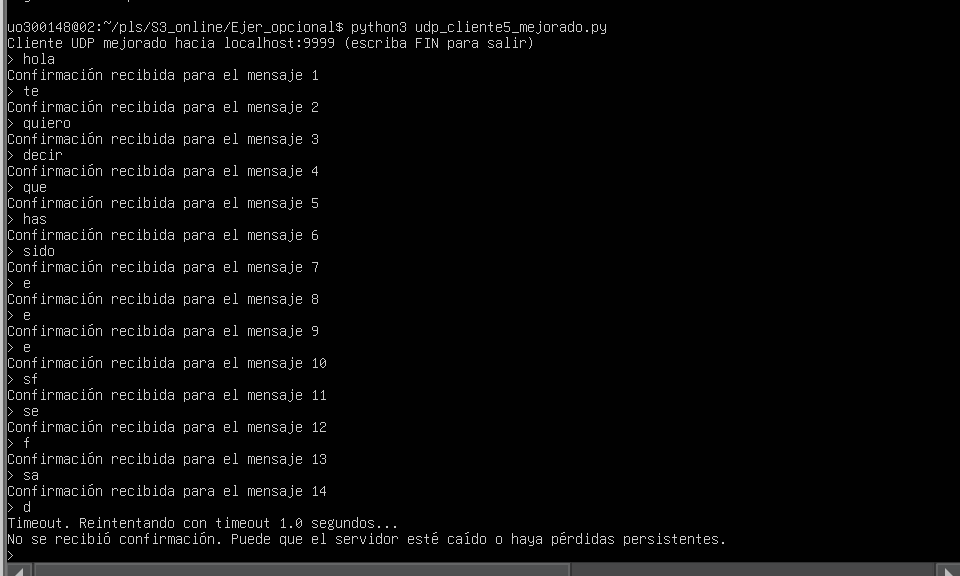 uo300148@02:~/pls/S3_online/Ejer_opcional$ python3 udp_cliente5_mejorado.py
Cliente UDP mejorado hacia localhost:9999 (escriba FIN para salir)
> hola
Confirmación recibida para el mensaje 1
> te
Confirmación recibida para el mensaje 2
> quiero
Confirmación recibida para el mensaje 3
> decir
Confirmación recibida para el mensaje 4
> que
Confirmación recibida para el mensaje 5
> has
Confirmación recibida para el mensaje 6
> sido
Confirmación recibida para el mensaje 7
> e
Confirmación recibida para el mensaje 8
> e
Confirmación recibida para el mensaje 9
> e
Confirmación recibida para el mensaje 10
> sf
Confirmación recibida para el mensaje 11
> se
Confirmación recibida para el mensaje 12
> f
Confirmación recibida para el mensaje 13
> sa
Confirmación recibida para el mensaje 14
> d
Timeout. Reintentando con timeout 1.0 segundos...
No se recibió confirmación. Puede que el servidor esté caído o haya pérdidas persistentes.
>